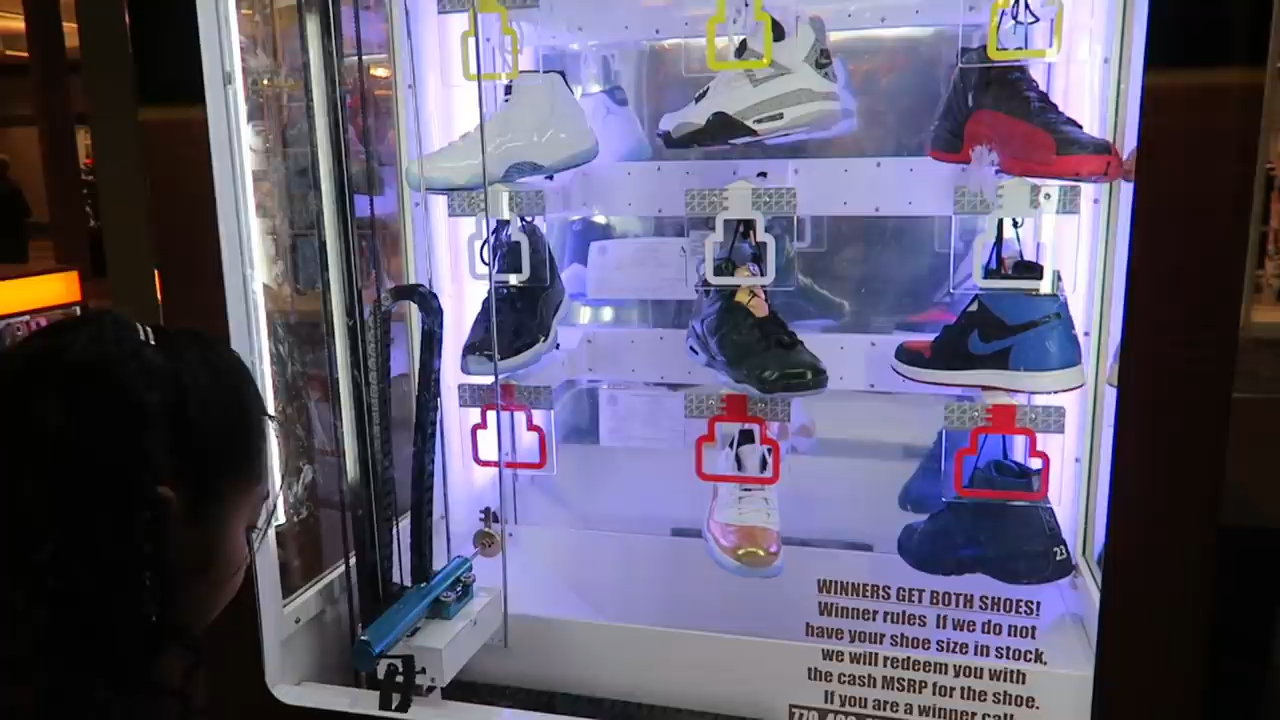 23
WINNERS GET BOTH SHOES!
Winner rules If we do not
have your shoe size in stock,
we will redeem you with
the cash MSRP for the shoe.
If you are a winner call